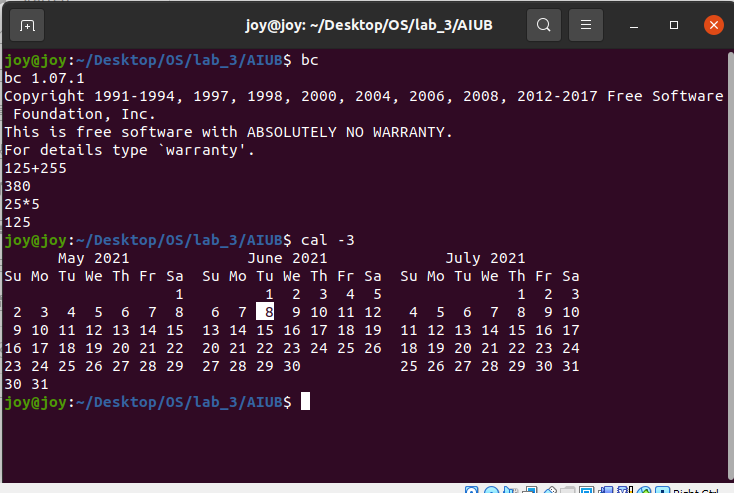 joy@joy: ~/Desktop/OS/lab_3/AIUB
joy@joy:~/Desktop/OS/lab_3/AIUB$ bc
bc 1.07.1
Copyright 1991-1994, 1997, 1998, 2000, 2004, 2006, 2008, 2012-2017 Free Software
 Foundation, Inc.
This is free software with ABSOLUTELY NO WARRANTY.
For details type `warranty'.
125+255
380
25*5
125
joy@joy:~/Desktop/OS/lab_3/AIUB$ cal -3
      May 2021             June 2021             July 2021
Su Mo Tu We Th Fr Sa  Su Mo Tu We Th Fr Sa  Su Mo Tu We Th Fr Sa
                   1         1  2  3  4  5               1  2  3
 2  3  4  5  6  7  8   6  7  8  9 10 11 12   4  5  6  7  8  9 10
 9 10 11 12 13 14 15  13 14 15 16 17 18 19  11 12 13 14 15 16 17
16 17 18 19 20 21 22  20 21 22 23 24 25 26  18 19 20 21 22 23 24
23 24 25 26 27 28 29  27 28 29 30           25 26 27 28 29 30 31
30 31
joy@joy:~/Desktop/OS/lab_3/AIUB$
Right Ctrl